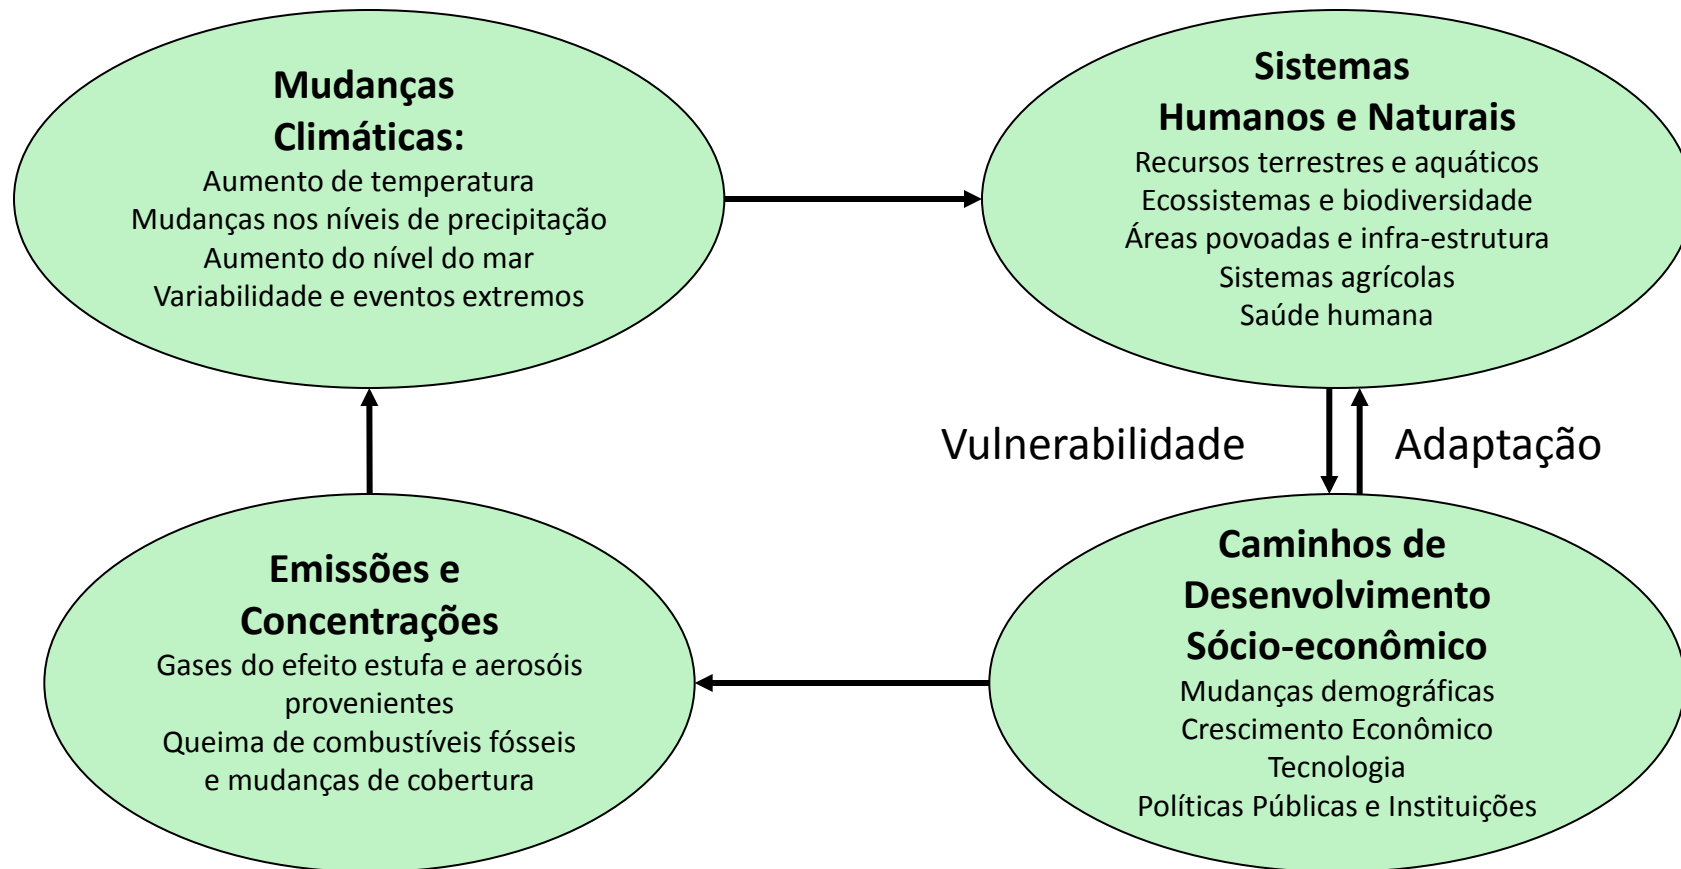 Mudanças
Climáticas:
Aumento de temperatura
Mudanças nos níveis de precipitação
Aumento do nível do mar
Variabilidade e eventos extremos
Sistemas
Humanos e Naturais
Recursos terrestres e aquáticos
Ecossistemas e biodiversidade
Áreas povoadas e infra-estrutura
Sistemas agrícolas
Saúde humana
Vulnerabilidade
Adaptação
Emissões e
Concentrações
Gases do efeito estufa e aerosóis
provenientes
Queima de combustíveis fósseis
e mudanças de cobertura
Caminhos de
Desenvolvimento
Sócio-econômico
Mudanças demográficas
Crescimento Econômico
Tecnologia
Políticas Públicas e Instituições